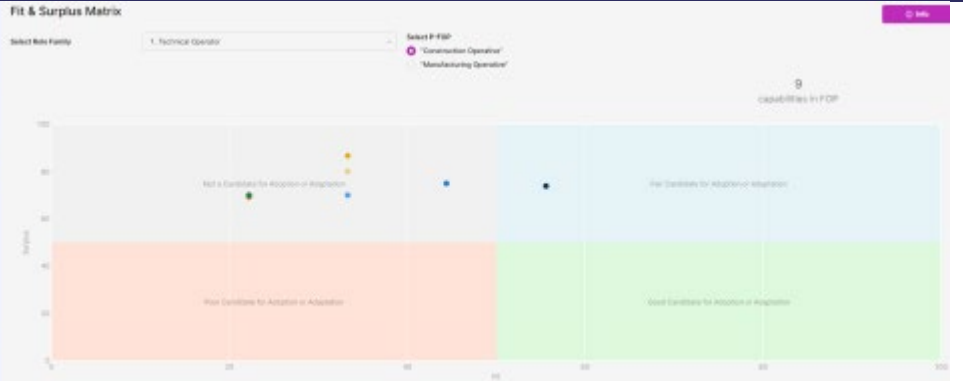 Fit & Surplus Matrix
Info
Select Role Family
1. Technical Operator
Select P-FOP
"Construction Operative"
"Manufacturing Operative"
9
capabilities in FOP
100
80
60
40
20
0
Surplus
Not a Candidate for Adoption or Adaptation
Fair Candidate for Adoption or Adaptation
Poor Candidate for Adoption or Adaptation
Good Candidate for Adoption or Adaptation
0
20
40
60
80
100
Fit